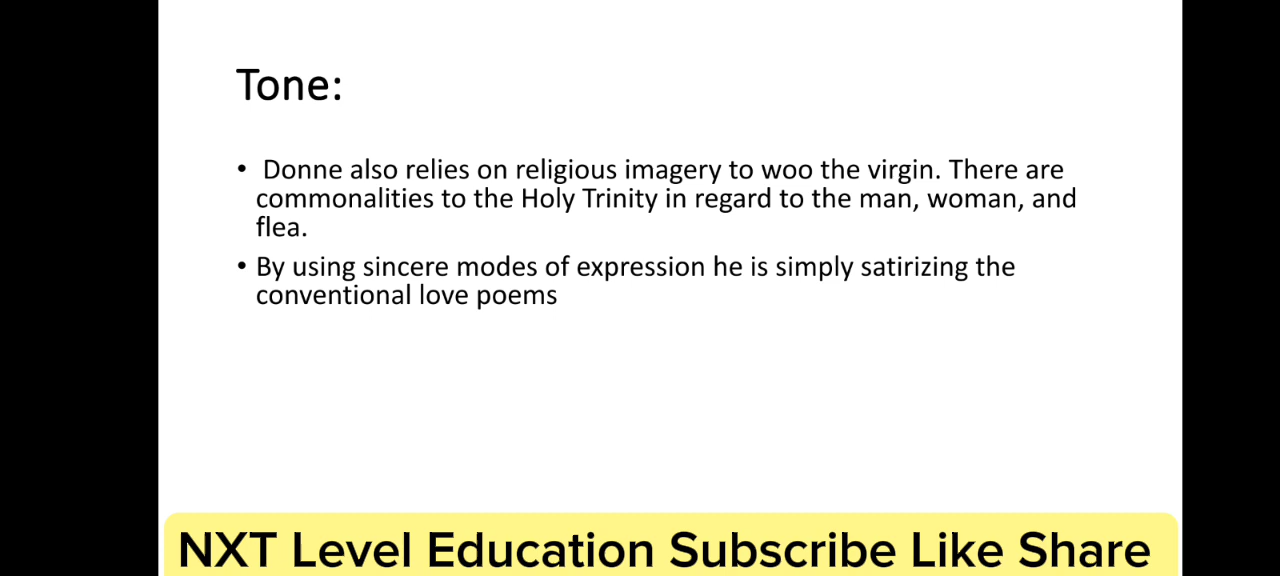 Tone:
• Donne also relies on religious imagery to woo the virgin. There are
commonalities to the Holy Trinity in regard to the man, woman, and
flea.
• By using sincere modes of expression he is simply satirizing the
conventional love poems
NXT Level Education Subscribe Like Share